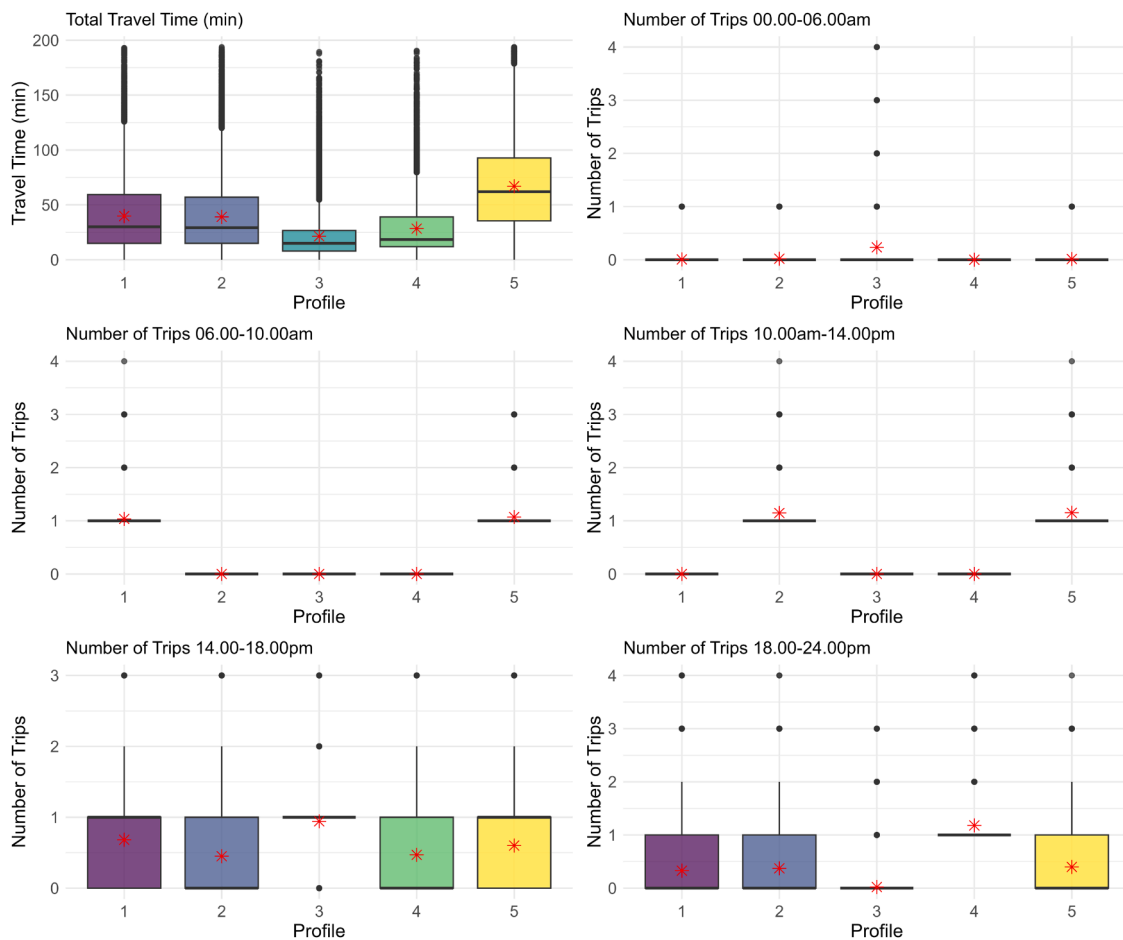 Total Travel Time (min)
Travel Time (min)
200
150
100
50
0
1 2 3 4 5
Profile
Number of Trips 00.00-06.00am
Number of Trips
4
3
2
1
0
1 2 3 4 5
Profile
Number of Trips 06.00-10.00am
Number of Trips
4
3
2
1
0
1 2 3 4 5
Profile
Number of Trips 10.00am-14.00pm
Number of Trips
4
3
2
1
0
1 2 3 4 5
Profile
Number of Trips 14.00-18.00pm
Number of Trips
3
2
1
0
1 2 3 4 5
Profile
Number of Trips 18.00-24.00pm
Number of Trips
4
3
2
1
0
1 2 3 4 5
Profile